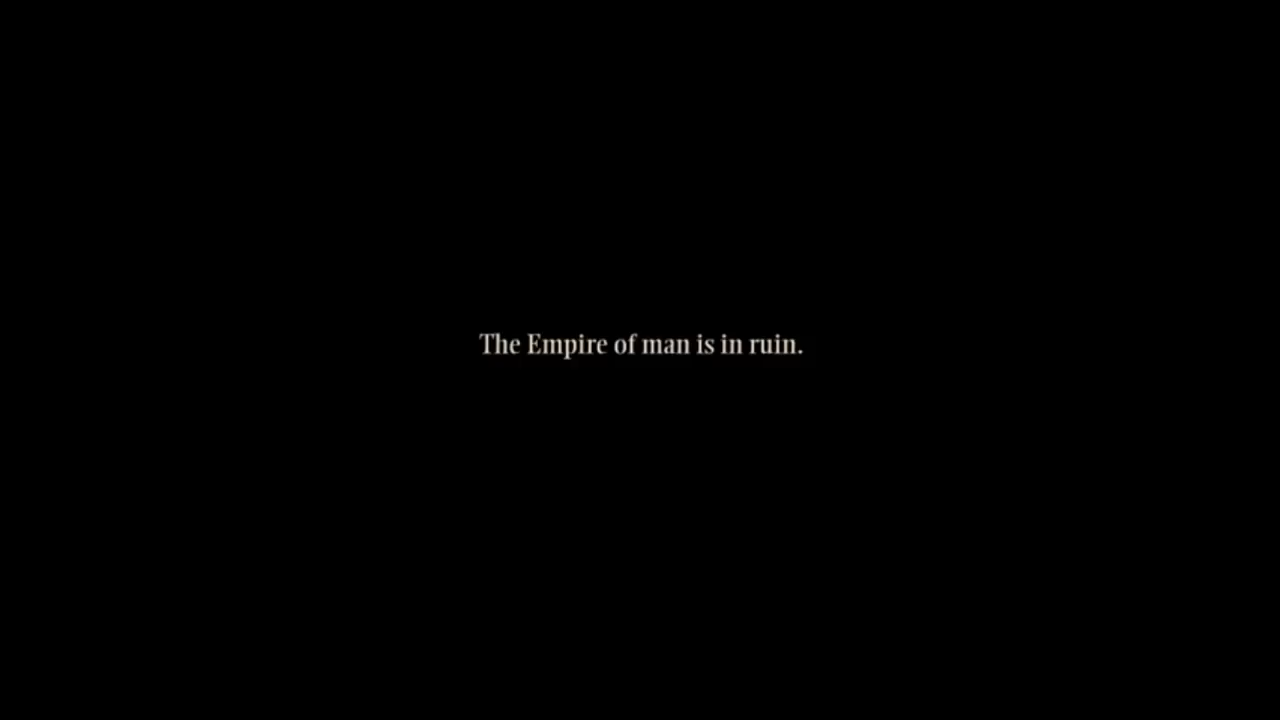 The Empire of man is in ruin.